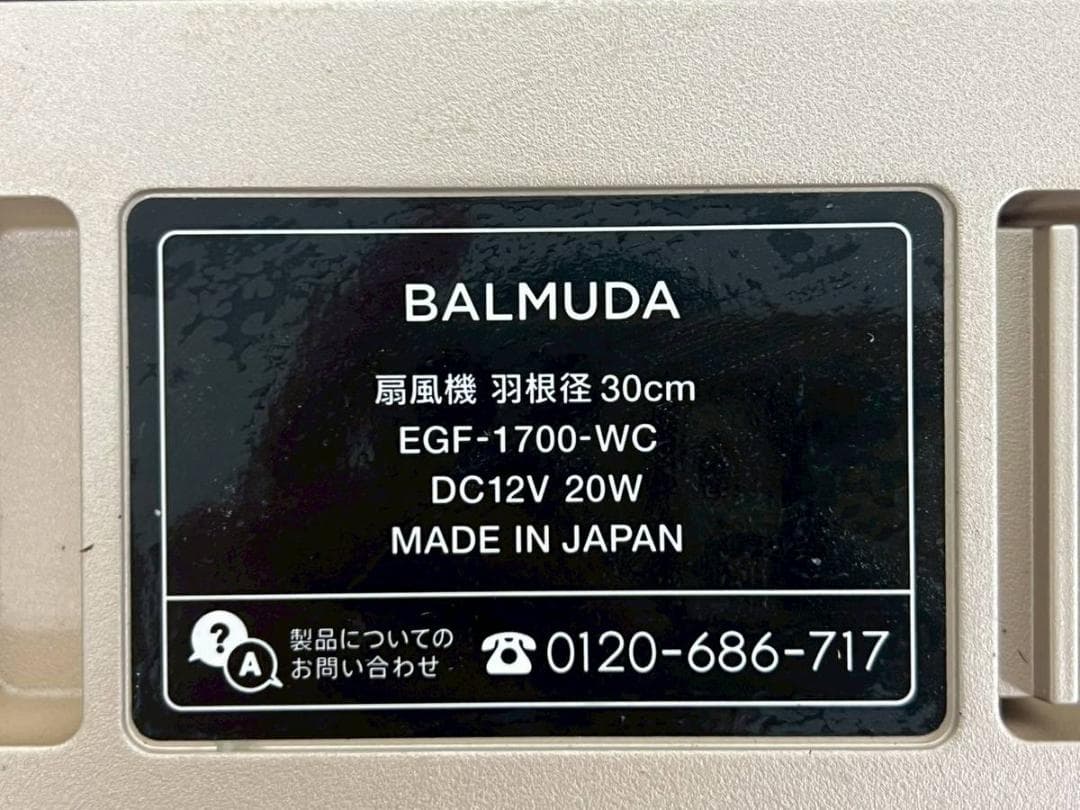 BALMUDA
扇風機 羽根径 30cm
EGF-1700-WC
DC12V 20W
MADE IN JAPAN
? A
製品についての
お問い合わせ
☎ 0120-686-717